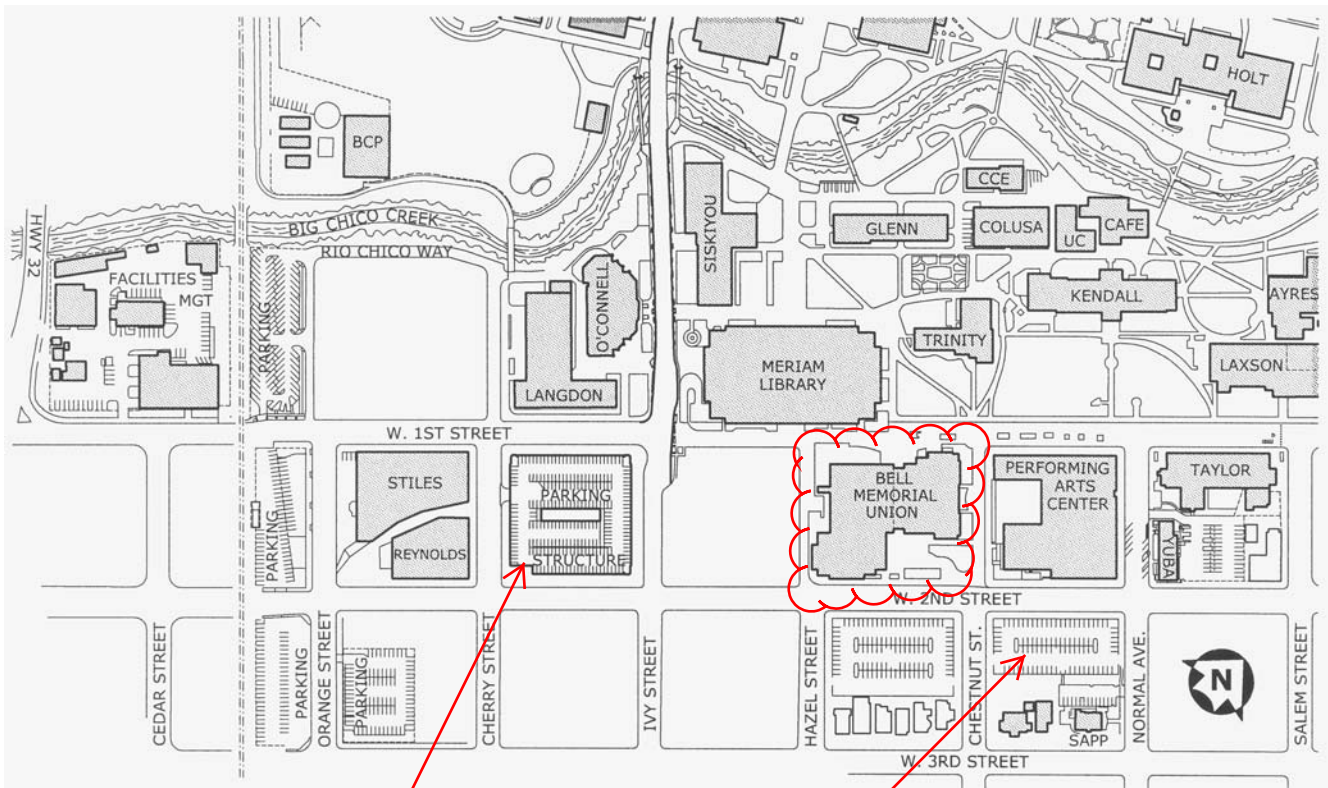 HOLT
BCP
CCE
HWY 32
BIG CHICO CREEK
RIO CHICO WAY
SISKIYOU
GLENN
COLUSA
UC
CAFE
FACILITIES
MGT
PARKING
O'CONNELL
KENDALL
AYRES
LANGDON
MERIAM
LIBRARY
TRINITY
LAXSON
W. 1ST STREET
PARKING
STILES
REYNOLDS
PARKING
STRUCTURE
BELL
MEMORIAL
UNION
PERFORMING
ARTS
CENTER
TAYLOR
YUBA
W. 2ND STREET
CEDAR STREET
PARKING
ORANGE STREET
PARKING
CHERRY STREET
IVY STREET
HAZEL STREET
CHESTNUT ST.
SAPP
NORMAL AVE.
N
SALEM STREET
W. 3RD STREET